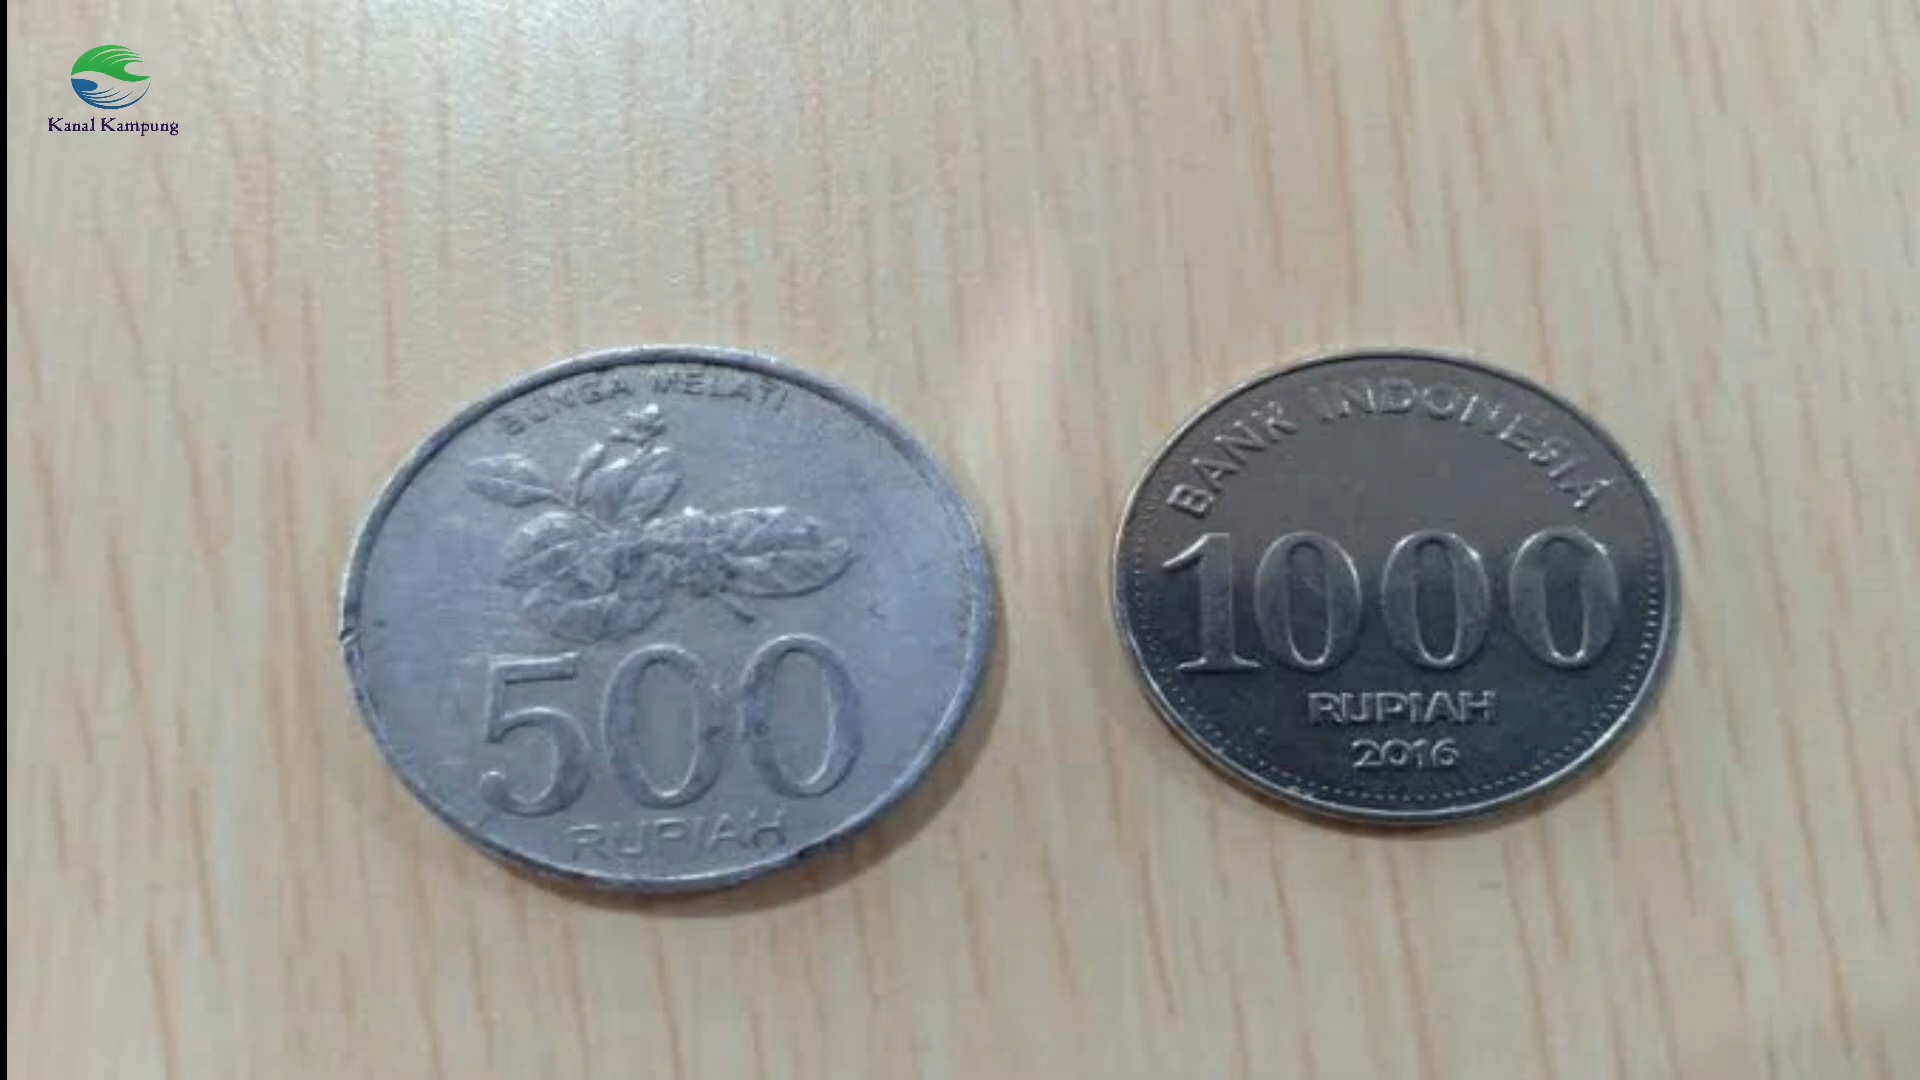 Kanal Kampung
BUNGA MELATI
500
RUPIAH
BANK INDONESIA
1000
RUPIAH
2016